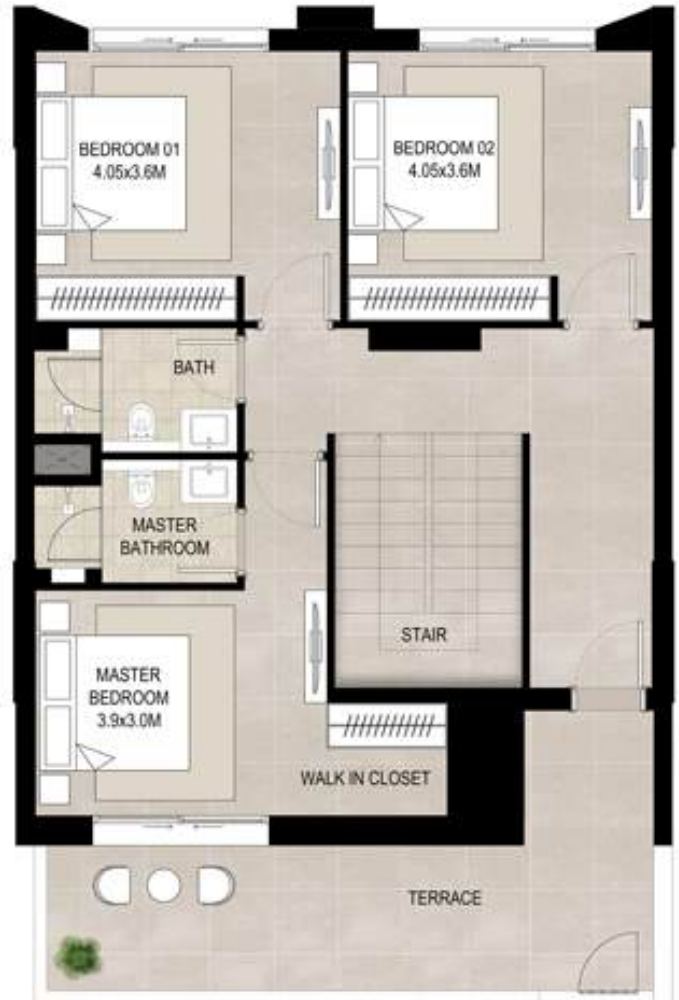 BEDROOM 01
4.05x3.6M
BEDROOM 02
4.05x3.6M
BATH
MASTER
BATHROOM
STAIR
MASTER
BEDROOM
3.9x3.0M
WALK IN CLOSET
TERRACE